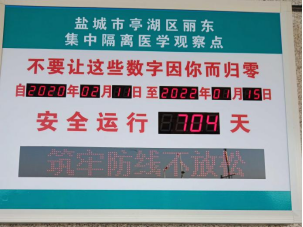 盐城市亭湖区丽东
集中隔离医学观察点
不要让这些数字因你而归零
自2020年02月11日 至2022年01月15日
安全运行 704 天
筑牢防线不放松